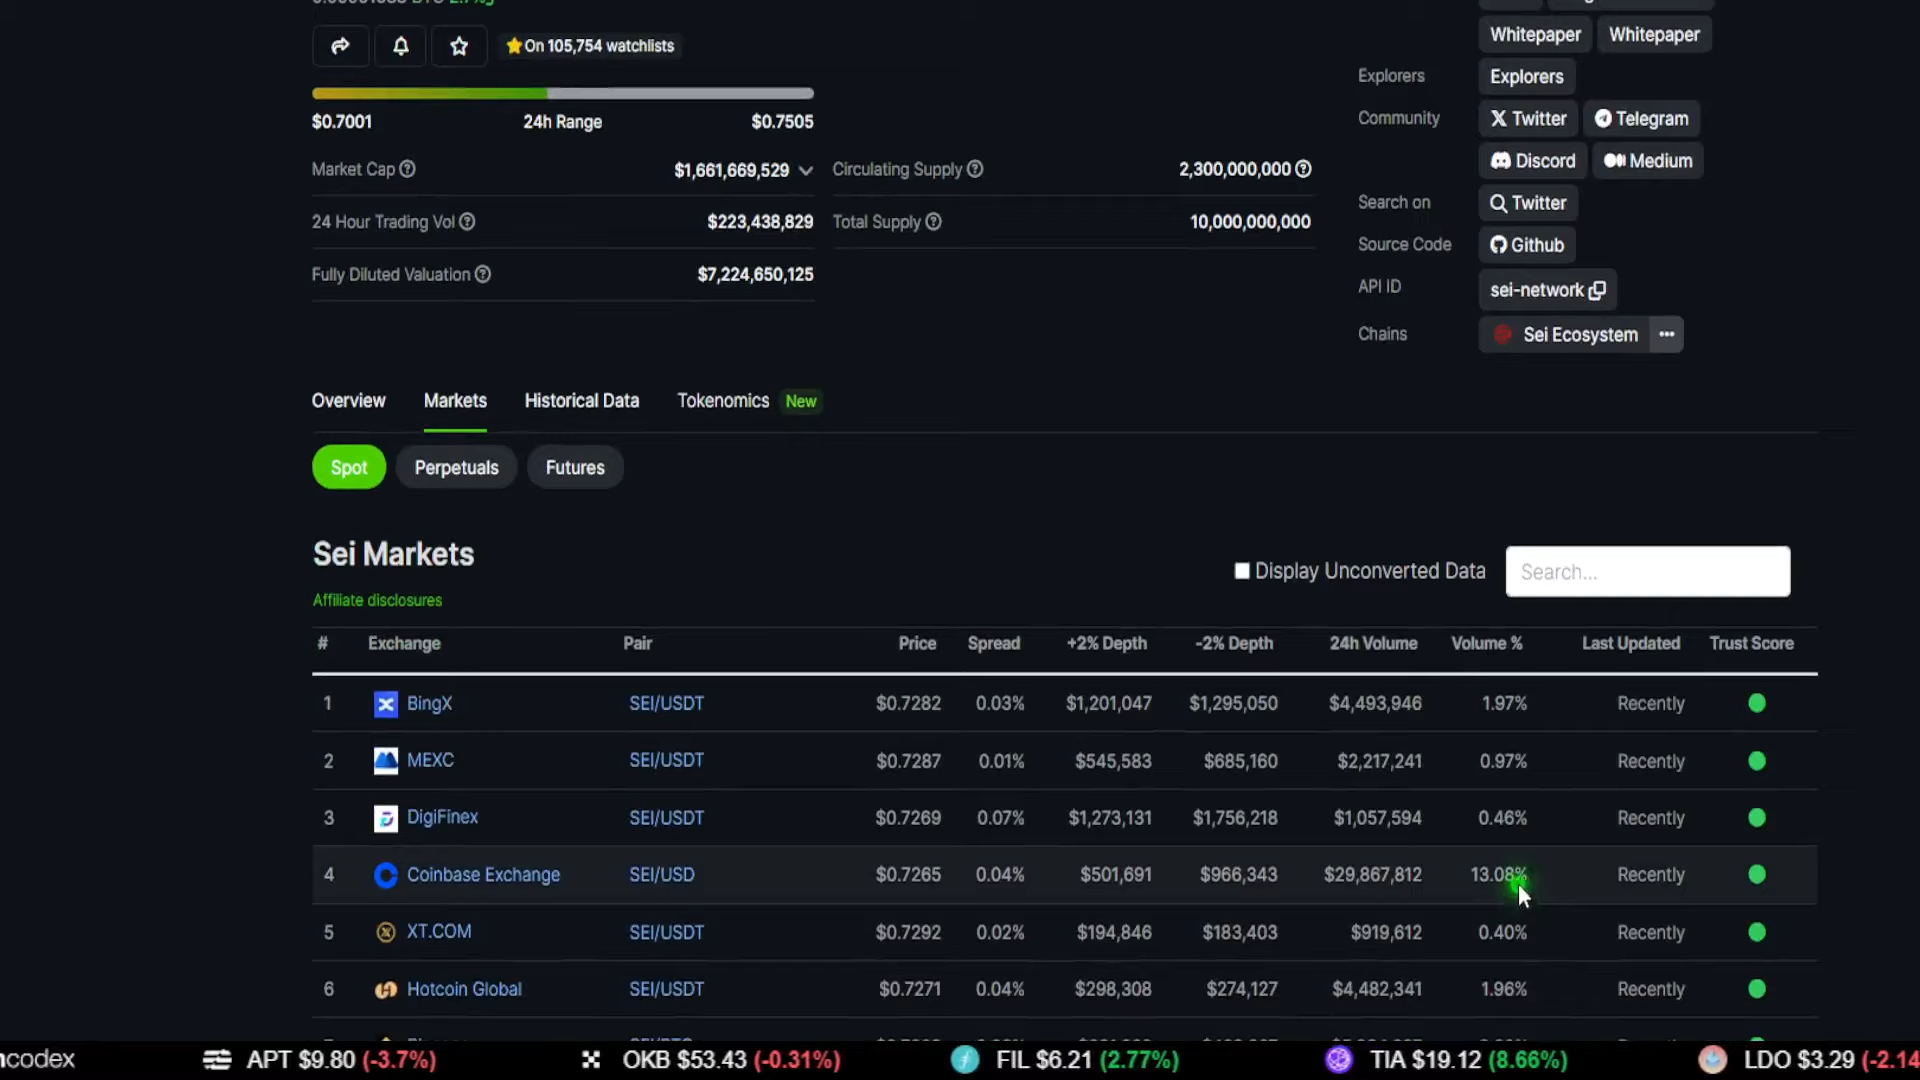 On 105,754 watchlists
$0.7001 24h Range $0.7505
Market Cap $1,661,669,529 Circulating Supply 2,300,000,000
24 Hour Trading Vol $223,438,829 Total Supply 10,000,000,000
Fully Diluted Valuation $7,224,650,125
Whitepaper Whitepaper
Explorers Explorers
Community Twitter Telegram
Discord Medium
Search on Twitter
Source Code Github
API ID sei-network
Chains Sei Ecosystem
Overview Markets Historical Data Tokenomics New
Spot Perpetuals Futures
Sei Markets
Display Unconverted Data Search...
Affiliate disclosures
# Exchange Pair Price Spread +2% Depth -2% Depth 24h Volume Volume % Last Updated Trust Score
1 BingX SEI/USDT $0.7282 0.03% $1,201,047 $1,295,050 $4,493,946 1.97% Recently
2 MEXC SEI/USDT $0.7287 0.01% $545,583 $685,160 $2,217,241 0.97% Recently
3 DigiFinex SEI/USDT $0.7269 0.07% $1,273,131 $1,756,218 $1,057,594 0.46% Recently
4 Coinbase Exchange SEI/USD $0.7265 0.04% $501,691 $966,343 $29,867,812 13.08% Recently
5 XT.COM SEI/USDT $0.7292 0.02% $194,846 $183,403 $919,612 0.40% Recently
6 Hotcoin Global SEI/USDT $0.7271 0.04% $298,308 $274,127 $4,482,341 1.96% Recently
ncodex APT $9.80 (-3.7%) OKB $53.43 (-0.31%) FIL $6.21 (2.77%) TIA $19.12 (8.66%) LDO $3.29 (-2.14